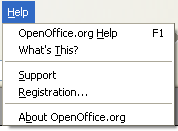 Help
OpenOffice.org Help F1
What's This?
Support
Registration...
About OpenOffice.org